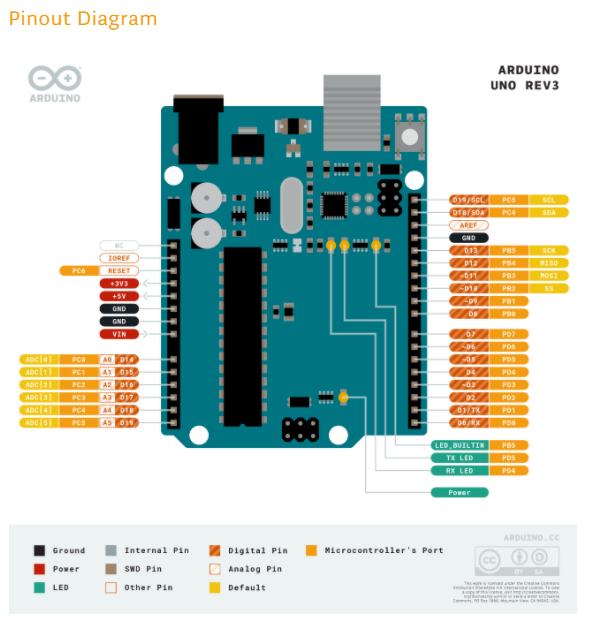 Pinout Diagram
ARDUINO
ARDUINO
UNO REV3
NC
IOREF
PC6 RESET
+3V3
+5V
GND
GND
VIN
ADC[0] PC0 A0 D14
ADC[1] PC1 A1 D15
ADC[2] PC2 A2 D16
ADC[3] PC3 A3 D17
ADC[4] PC4 A4 D18
ADC[5] PC5 A5 D19
D19/SCL PC5 SCL
D18/SDA PC4 SDA
AREF
GND
D13 PB5 SCK
D12 PB4 MISO
~D11 PB3 MOSI
~D10 PB2 SS
~D9 PB1
D8 PB0
D7 PD7
~D6 PD6
~D5 PD5
D4 PD4
~D3 PD3
D2 PD2
D1/TX PD1
D0/RX PD0
LED_BUILTIN PB5
TX LED PD5
RX LED PD4
Power
Ground
Power
LED
Internal Pin
SWD Pin
Other Pin
Digital Pin
Analog Pin
Default
Microcontroller's Port
ARDUINO.CC
CC
BY SA